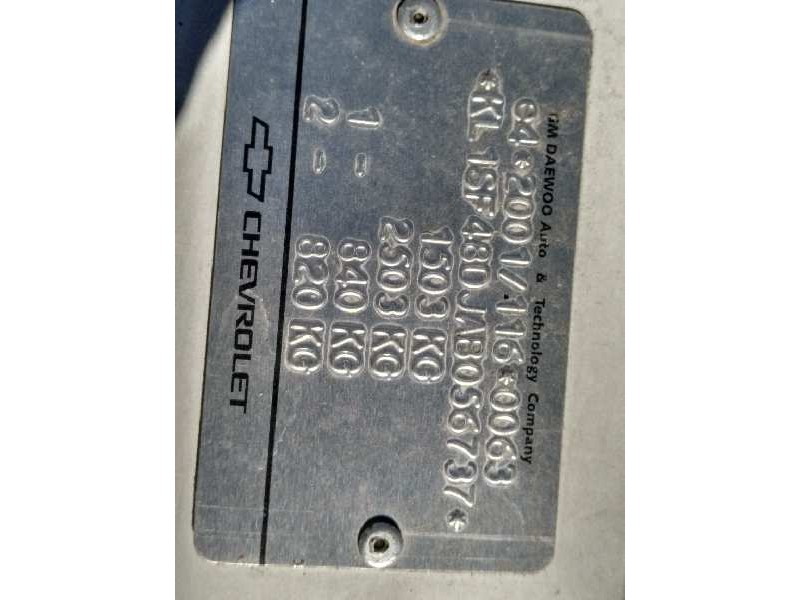 GM DAEWOO Auto & Technology Company
e4*2001/116*0063
*KL1SF480JAB056737*
1503 KG
2503 KG
1 - 840 KG
2 - 820 KG
CHEVROLET